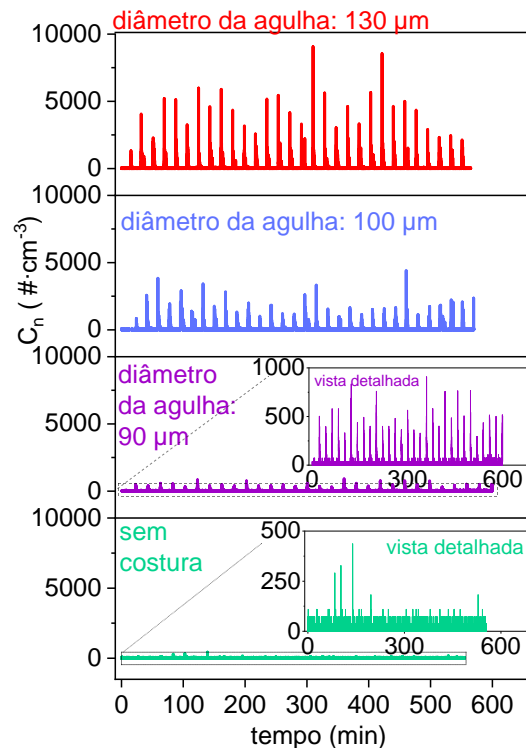 diâmetro da agulha: 130 µm
10000
5000
0
10000
diâmetro da agulha: 100 µm
5000
0
Cn ( #·cm-3)
10000
diâmetro
da agulha:
90 µm
5000
0
1000
vista detalhada
500
0
0 300 600
10000
sem
costura
5000
0
500
vista detalhada
250
0
0 300 600
0 100 200 300 400 500 600
tempo (min)